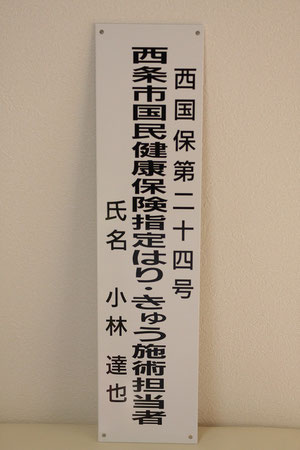 西国保第二十四号
西条市国民健康保険指定はり・きゅう施術担当者
氏名 小林 達也